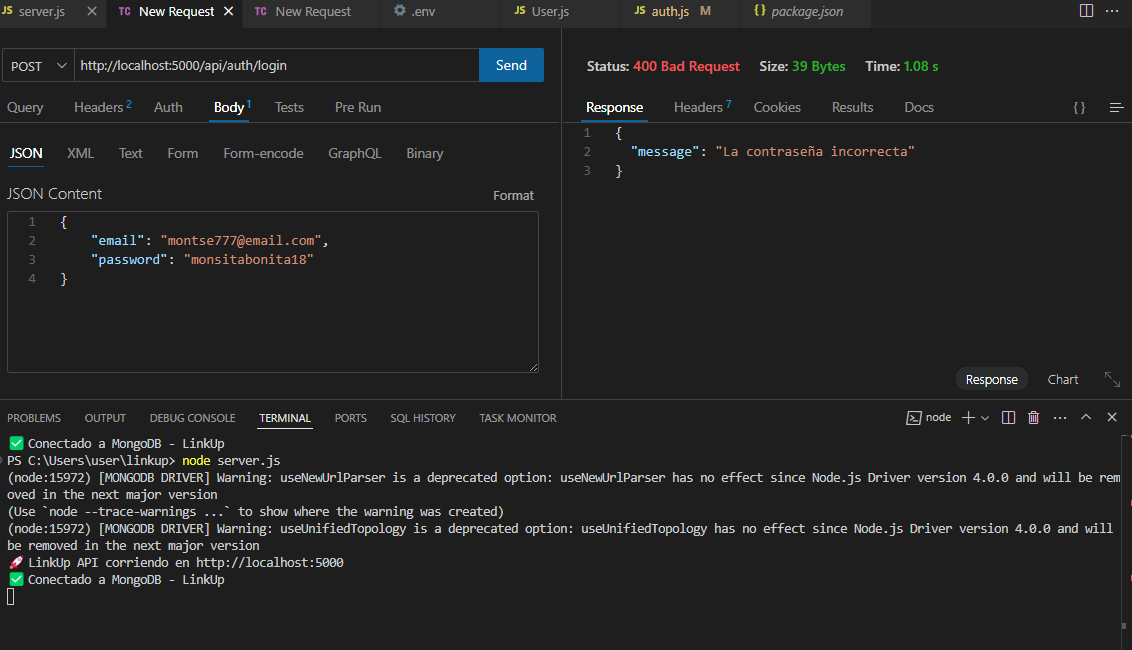 JS server.js × TC New Request × TC New Request .env JS User.js JS auth.js M {} package.json ···
POST http://localhost:5000/api/auth/login Send
Status: 400 Bad Request Size: 39 Bytes Time: 1.08 s
Query Headers 2 Auth Body 1 Tests Pre Run
Response Headers 7 Cookies Results Docs {}
JSON XML Text Form Form-encode GraphQL Binary
JSON Content Format
1 {
2 "email": "montse777@email.com",
3 "password": "monsitabonita18"
4 }
1 {
2 "message": "La contraseña incorrecta"
3 }
Response Chart
PROBLEMS OUTPUT DEBUG CONSOLE TERMINAL PORTS SQL HISTORY TASK MONITOR node
✅ Conectado a MongoDB - LinkUp
PS C:\Users\user\linkup> node server.js
(node:15972) [MONGODB DRIVER] Warning: useNewUrlParser is a deprecated option: useNewUrlParser has no effect since Node.js Driver version 4.0.0 and will be rem
oved in the next major version
(Use `node --trace-warnings ...` to show where the warning was created)
(node:15972) [MONGODB DRIVER] Warning: useUnifiedTopology is a deprecated option: useUnifiedTopology has no effect since Node.js Driver version 4.0.0 and will
be removed in the next major version
🚀 LinkUp API corriendo en http://localhost:5000
✅ Conectado a MongoDB - LinkUp